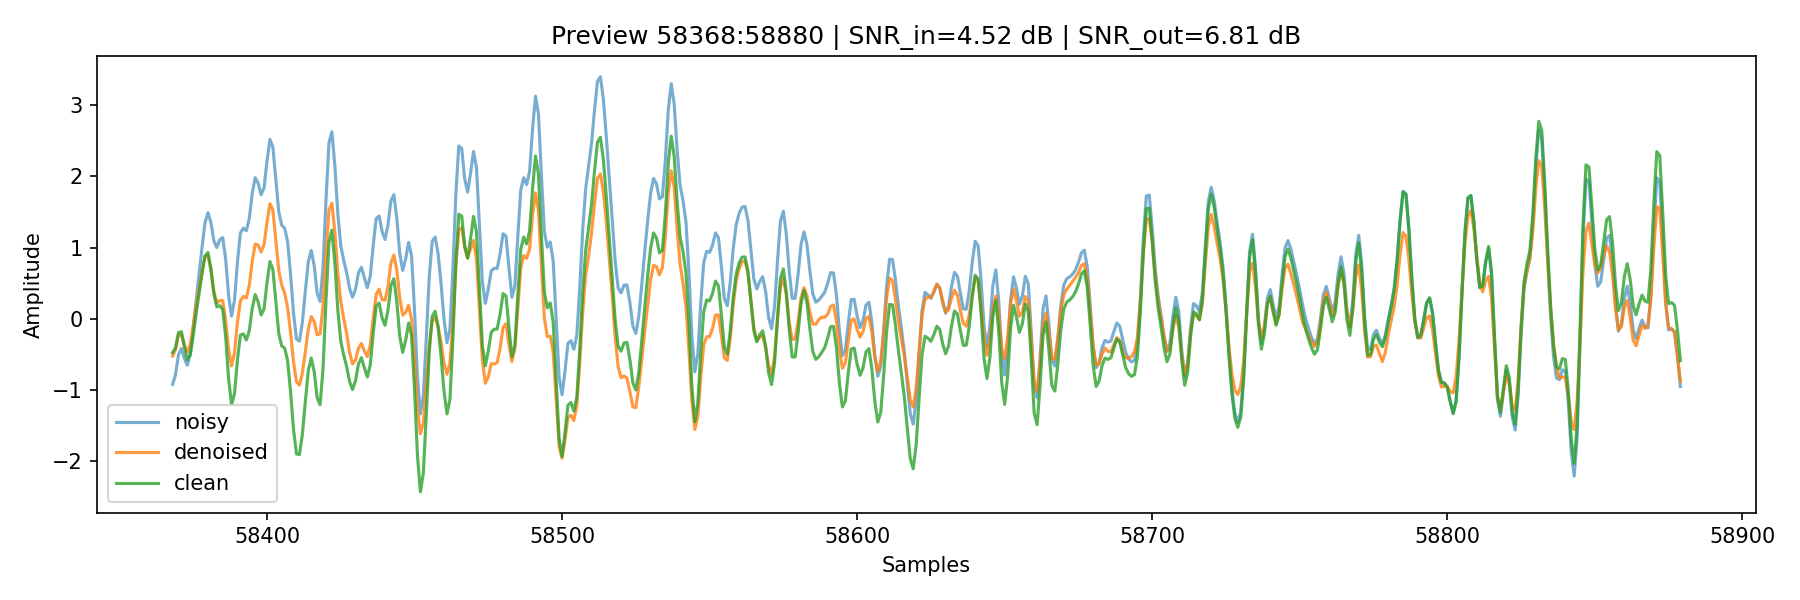 Preview 58368:58880 | SNR_in=4.52 dB | SNR_out=6.81 dB
Amplitude
3
2
1
0
−1
−2
noisy
denoised
clean
58400 58500 58600 58700 58800 58900
Samples